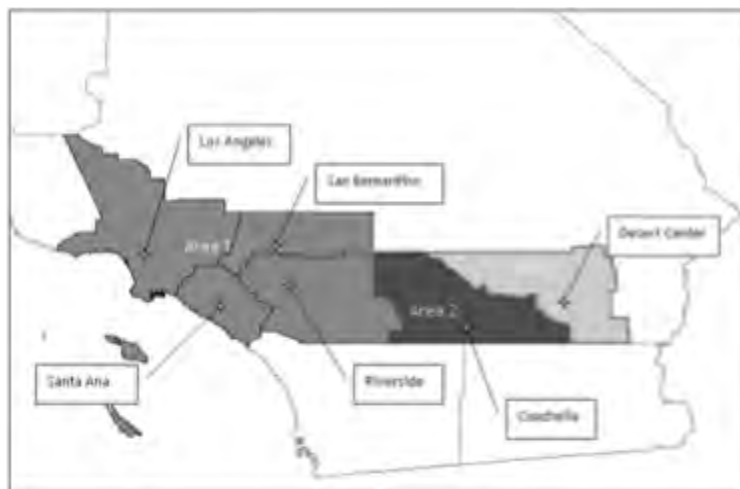 Los Angeles
San Bernardino
Area 1
Desert Center
Area 2
Santa Ana
Riverside
Coachella